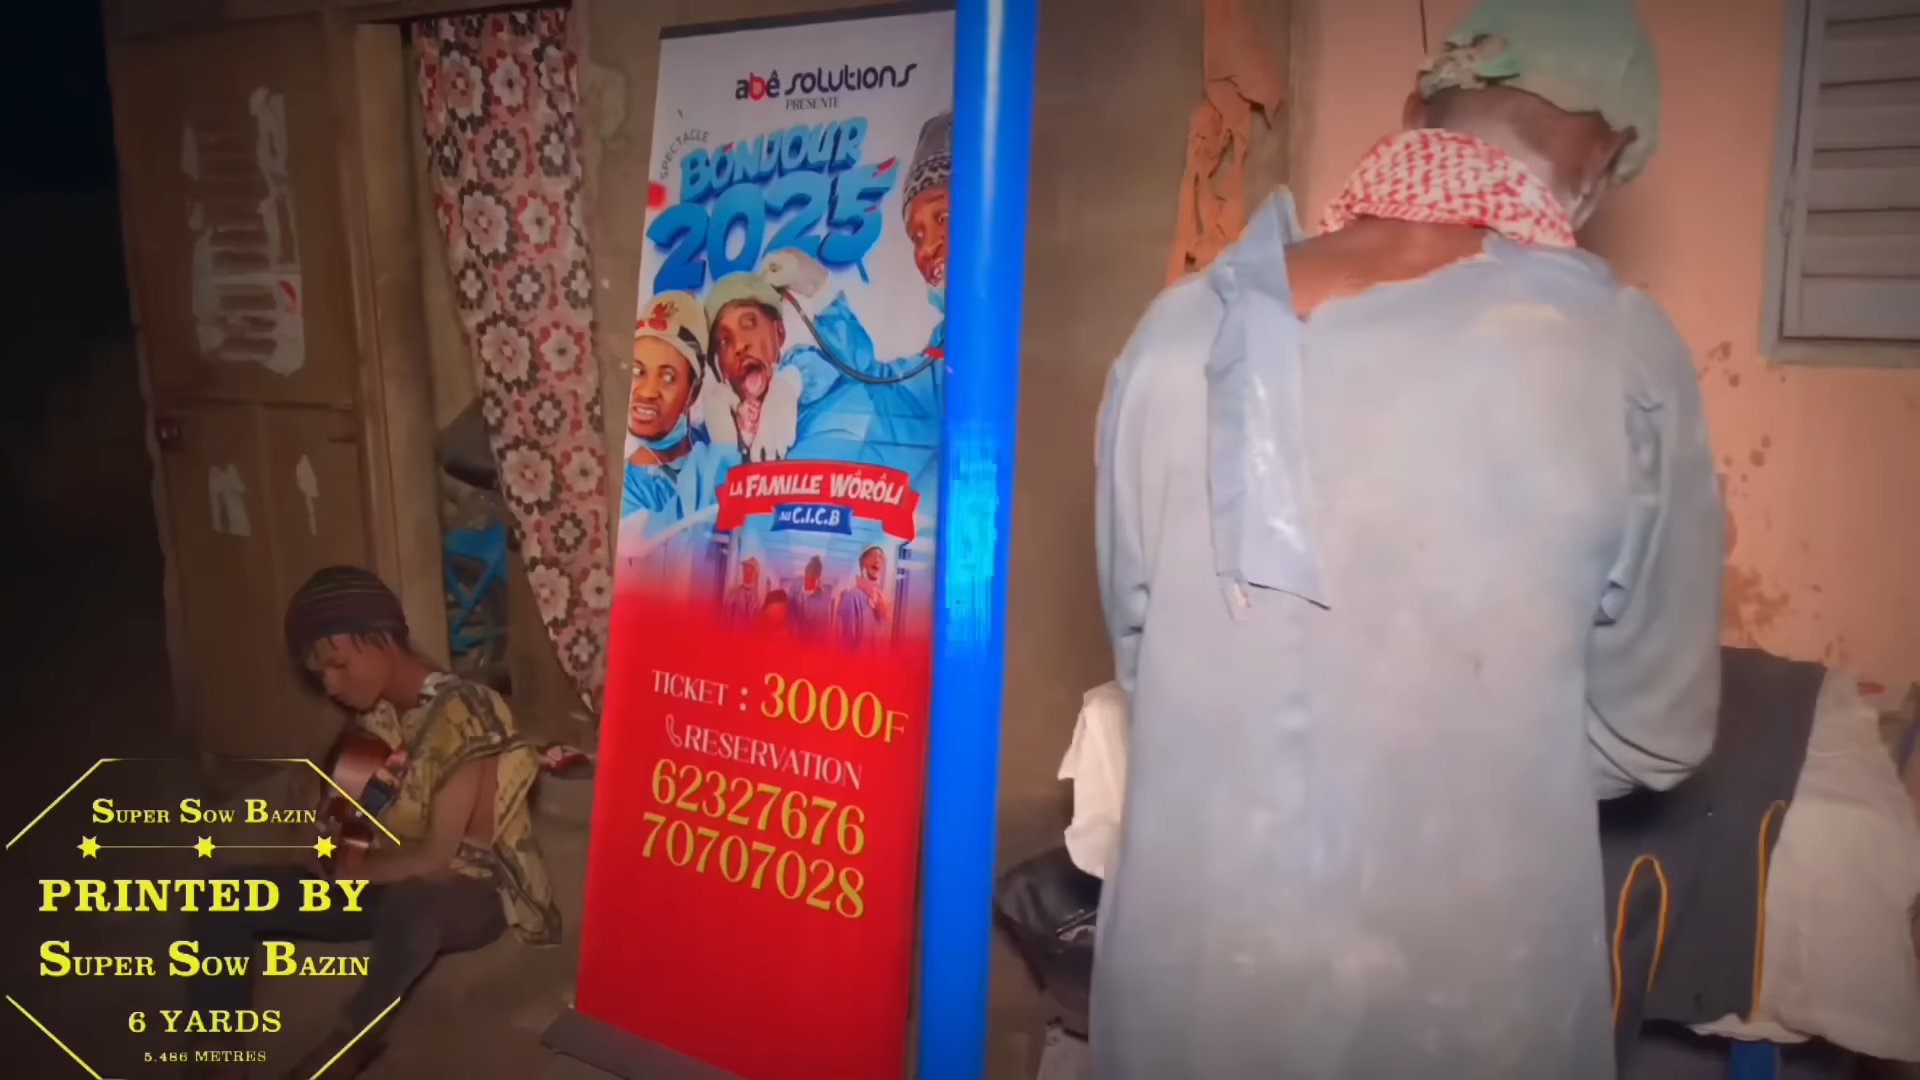 abê solutions
PRESENTE
SPECTACLE
BONJOUR
2025
LA FAMILLE WÔRÔLI
AU C.I.C.B
TICKET : 3000F
RESERVATION
62327676
70707028
SUPER SOW BAZIN
PRINTED BY
SUPER SOW BAZIN
6 YARDS
5.486 METRES